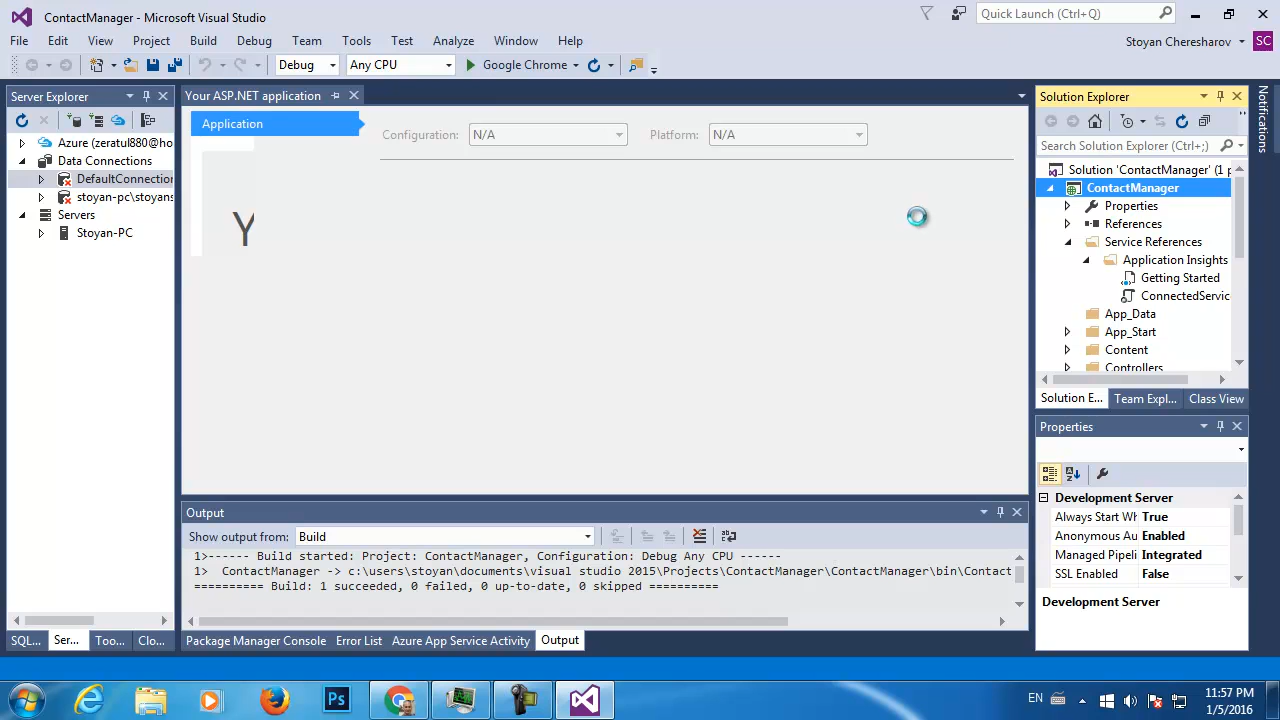 ContactManager - Microsoft Visual Studio
Quick Launch (Ctrl+Q)
File Edit View Project Build Debug Team Tools Test Analyze Window Help
Stoyan Cheresharov SC
Debug Any CPU Google Chrome
Server Explorer
Azure (zeratul880@ho
Data Connections
DefaultConnection
stoyan-pc\stoyans
Servers
Stoyan-PC
SQL... Ser... Too... Clo...
Your ASP.NET application
Application
Configuration: N/A Platform: N/A
Y
Output
Show output from: Build
1>------ Build started: Project: ContactManager, Configuration: Debug Any CPU ------
1>  ContactManager -> c:\users\stoyan\documents\visual studio 2015\Projects\ContactManager\ContactManager\bin\Contact
========== Build: 1 succeeded, 0 failed, 0 up-to-date, 0 skipped ==========
Package Manager Console Error List Azure App Service Activity Output
Solution Explorer
Search Solution Explorer (Ctrl+;)
Solution 'ContactManager' (1 p
ContactManager
Properties
References
Service References
Application Insights
Getting Started
ConnectedServic
App_Data
App_Start
Content
Controllers
Solution E... Team Expl... Class View
Properties
Development Server
Always Start Wh True
Anonymous Au Enabled
Managed Pipeli Integrated
SSL Enabled False
Development Server
Notifications
Ps
EN
11:57 PM
1/5/2016